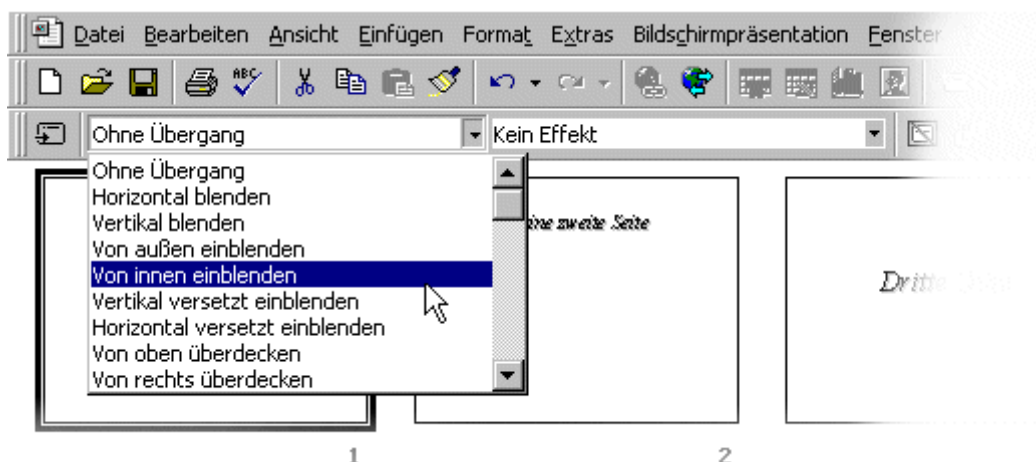 Datei Bearbeiten Ansicht Einfügen Format Extras Bildschirmpräsentation Fenster
ABC
Ohne Übergang Kein Effekt
Ohne Übergang
Horizontal blenden
Vertikal blenden
Von außen einblenden
Von innen einblenden
Vertikal versetzt einblenden
Horizontal versetzt einblenden
Von oben überdecken
Von rechts überdecken
ine zweite Seite
Dritte
1 2